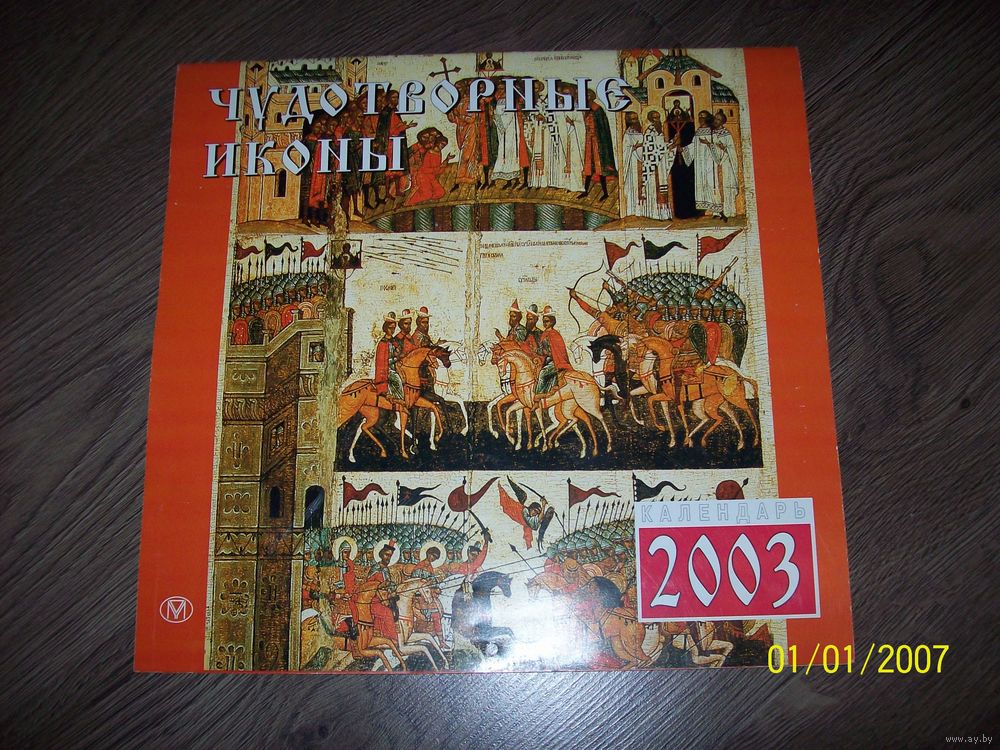 ЧУДОТВОРНЫЕ
ИКОНЫ
КАЛЕНДАРЬ
2003
01/01/2007
www.ay.by